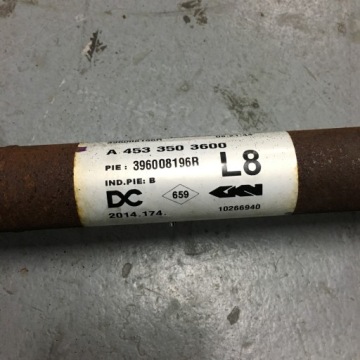 A 453 350 3600
PIE: 396008196R L8
IND.PIE: B
DC 659 GKN
2014.174. 10266940